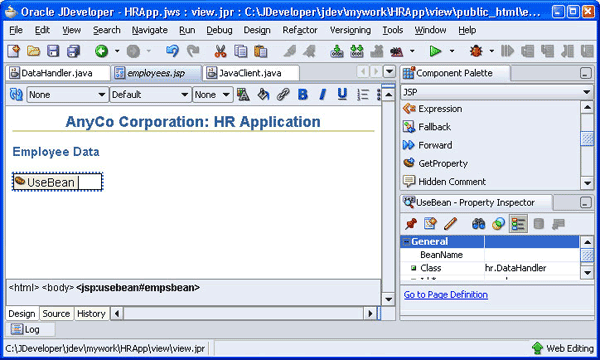 Oracle JDeveloper - HRApp.jws : view.jpr : C:\JDeveloper\jdev\mywork\HRApp\view\public_html\e...
File Edit View Search Navigate Run Debug Design Refactor Versioning Tools Window Help
DataHandler.java employees.jsp JavaClient.java
None Default None B I U
AnyCo Corporation: HR Application
Employee Data
UseBean
<html> <body> <jsp:usebean#empsbean>
Design Source History
Component Palette
JSP
Expression
Fallback
Forward
GetProperty
Hidden Comment
UseBean - Property Inspector
General
BeanName
Class hr.DataHandler
Go to Page Definition
Log
C:\JDeveloper\jdev\mywork\HRApp\view\view.jpr Web Editing